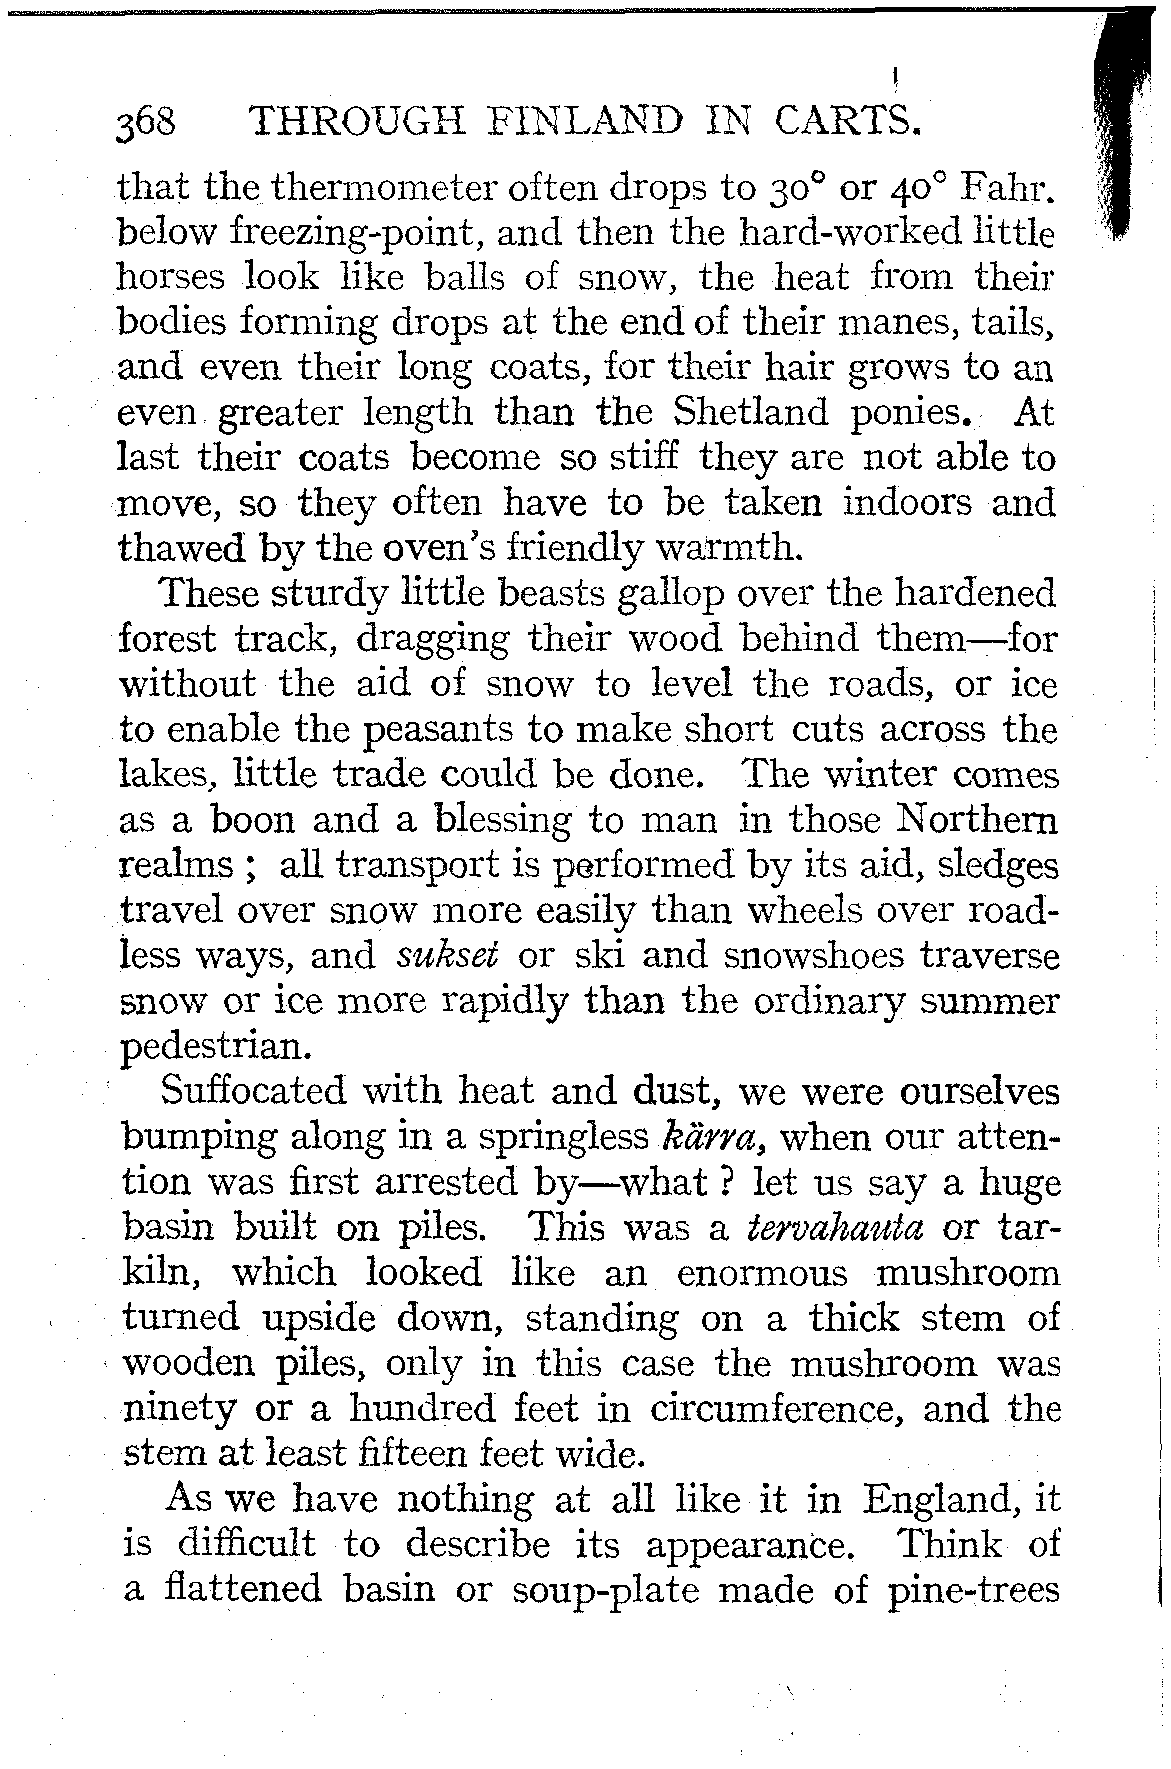 368 THROUGH FINLAND IN CARTS.
that the thermometer often drops to 30° or 40° Fahr.
below freezing-point, and then the hard-worked little
horses look like balls of snow, the heat from their
bodies forming drops at the end of their manes, tails,
and even their long coats, for their hair grows to an
even greater length than the Shetland ponies. At
last their coats become so stiff they are not able to
move, so they often have to be taken indoors and
thawed by the oven's friendly warmth.
These sturdy little beasts gallop over the hardened
forest track, dragging their wood behind them—for
without the aid of snow to level the roads, or ice
to enable the peasants to make short cuts across the
lakes, little trade could be done. The winter comes
as a boon and a blessing to man in those Northern
realms ; all transport is performed by its aid, sledges
travel over snow more easily than wheels over road-
less ways, and sukset or ski and snowshoes traverse
snow or ice more rapidly than the ordinary summer
pedestrian.
Suffocated with heat and dust, we were ourselves
bumping along in a springless kärra, when our atten-
tion was first arrested by—what ? let us say a huge
basin built on piles. This was a tervahauta or tar-
kiln, which looked like an enormous mushroom
turned upside down, standing on a thick stem of
wooden piles, only in this case the mushroom was
ninety or a hundred feet in circumference, and the
stem at least fifteen feet wide.
As we have nothing at all like it in England, it
is difficult to describe its appearance. Think of
a flattened basin or soup-plate made of pine-trees